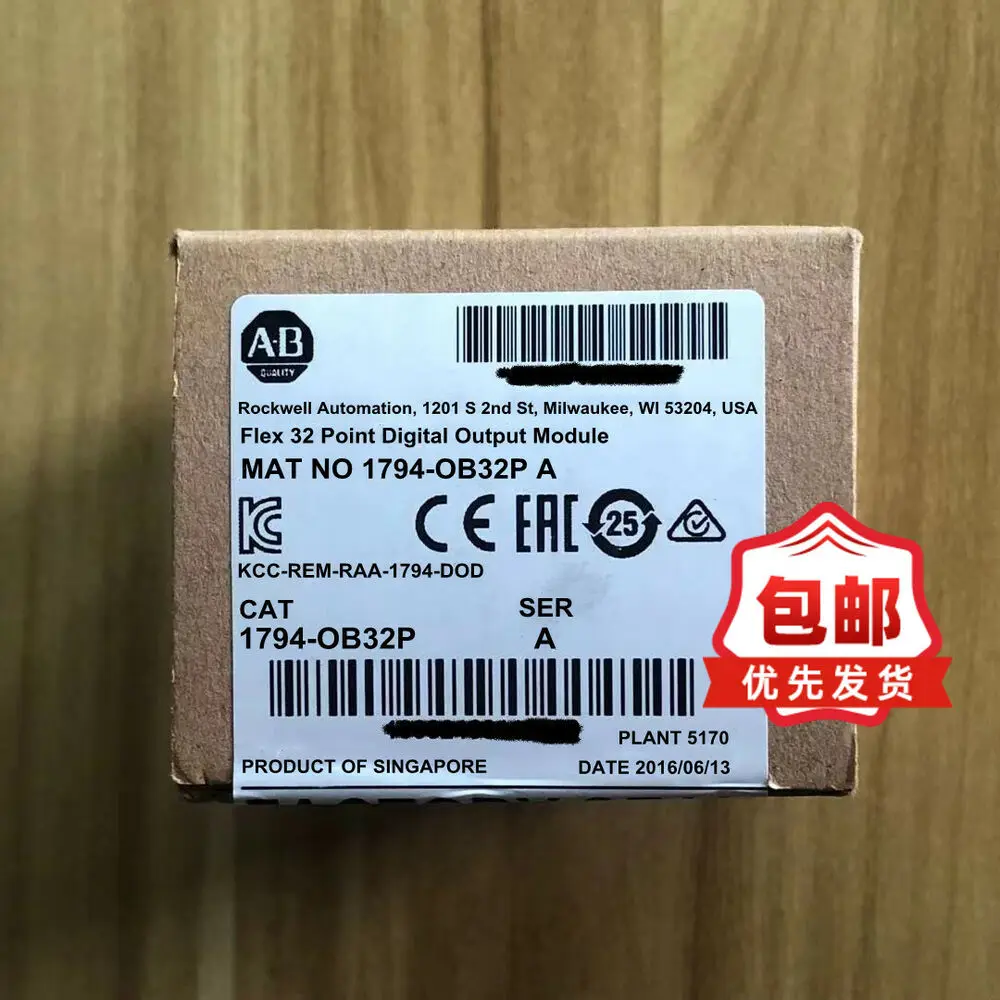 A·B
QUALITY
Rockwell Automation, 1201 S 2nd St, Milwaukee, WI 53204, USA
Flex 32 Point Digital Output Module
MAT NO 1794-OB32P A
CE EAC 25
KCC-REM-RAA-1794-DOD
CAT SER
1794-OB32P A
PLANT 5170
PRODUCT OF SINGAPORE DATE 2016/06/13
包邮
优先发货